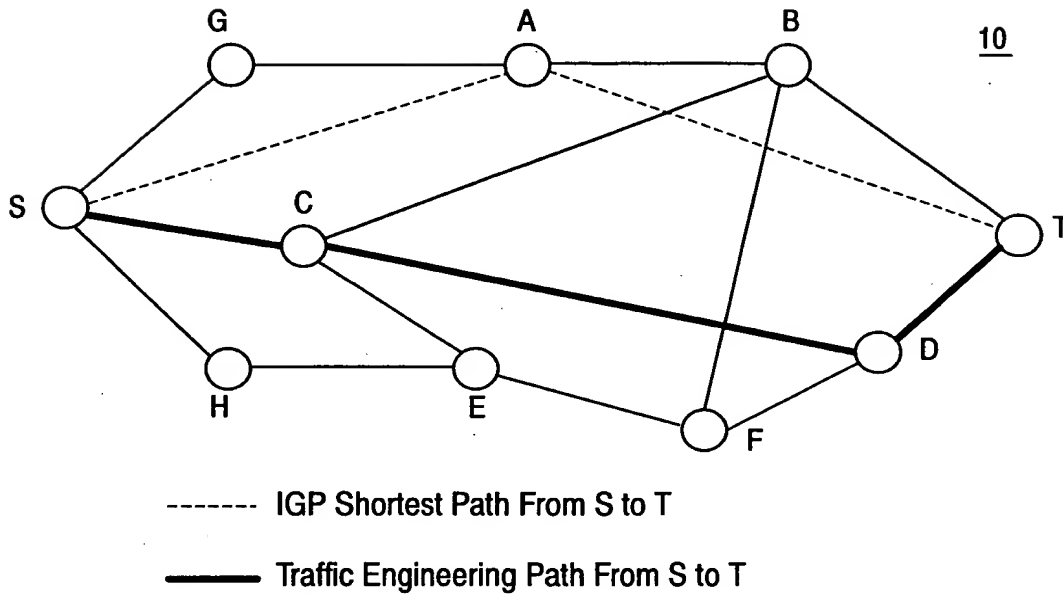 G
A
B
10
S
C
T
D
H
E
F
IGP Shortest Path From S to T
Traffic Engineering Path From S to T